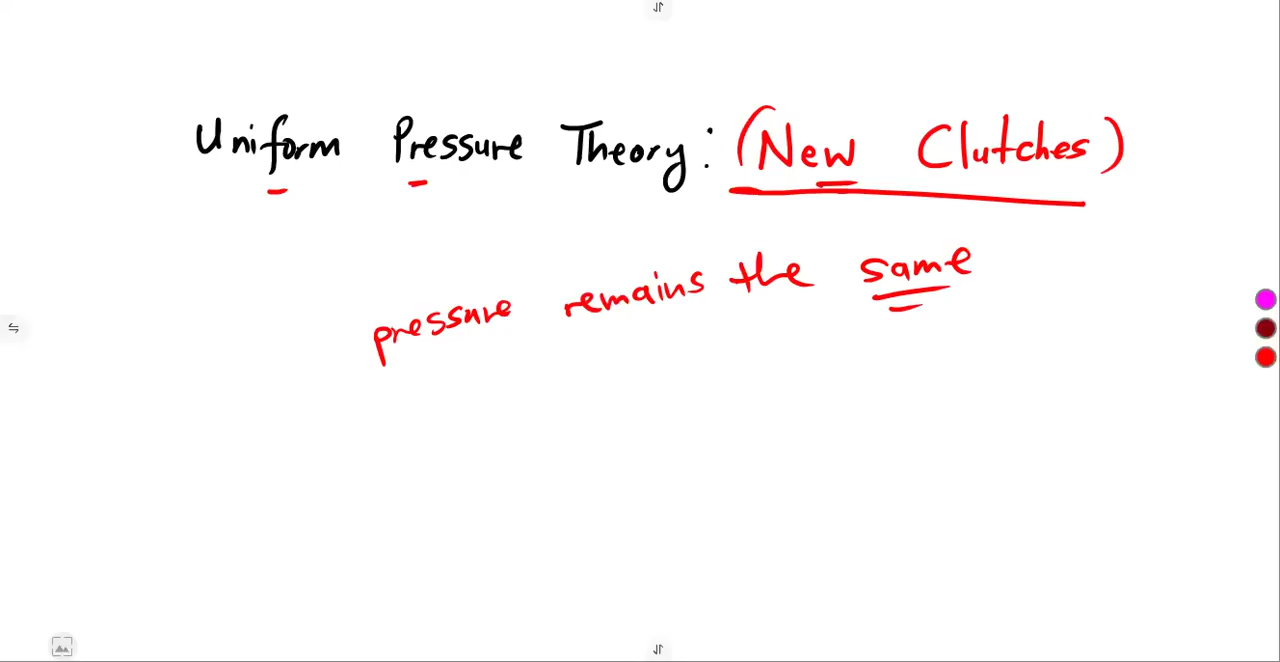 Uniform Pressure Theory: (New Clutches)
pressure remains the same